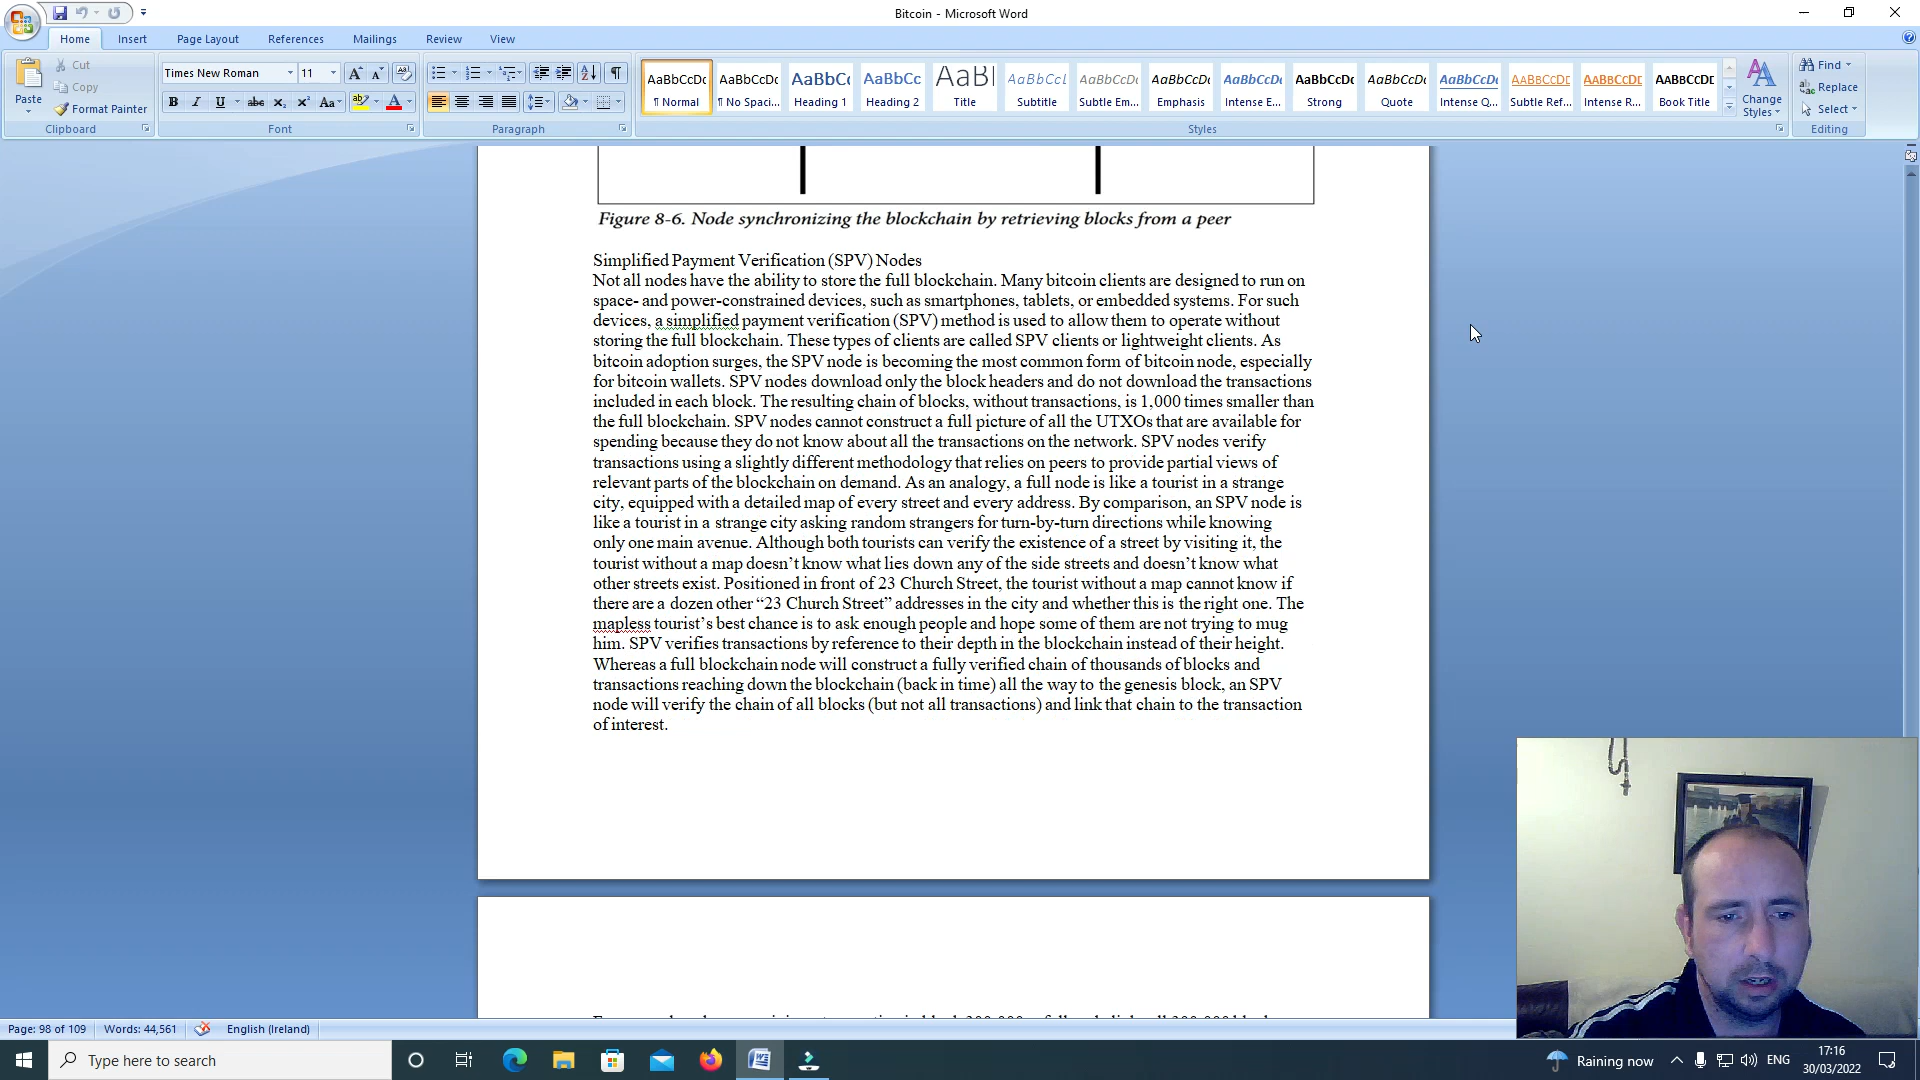 Bitcoin - Microsoft Word
Home Insert Page Layout References Mailings Review View
Cut
Copy
Format Painter
Paste
Clipboard
Times New Roman 11
Font
Paragraph
AaBbCcDc AaBbCcDc AaBbC AaBbCc AaB AaBbCcL AaBbCcDc AaBbCcDc AaBbCcDc AaBbCcDc AaBbCcDc AaBbCcDc AABBCCDE AABBCCDE AABBCCDE
¶ Normal ¶ No Spaci... Heading 1 Heading 2 Title Subtitle Subtle Em... Emphasis Intense E... Strong Quote Intense Q... Subtle Ref... Intense R... Book Title
Change Styles
Styles
Find
Replace
Select
Editing
Figure 8-6. Node synchronizing the blockchain by retrieving blocks from a peer
Simplified Payment Verification (SPV) Nodes
Not all nodes have the ability to store the full blockchain. Many bitcoin clients are designed to run on
space- and power-constrained devices, such as smartphones, tablets, or embedded systems. For such
devices, a simplified payment verification (SPV) method is used to allow them to operate without
storing the full blockchain. These types of clients are called SPV clients or lightweight clients. As
bitcoin adoption surges, the SPV node is becoming the most common form of bitcoin node, especially
for bitcoin wallets. SPV nodes download only the block headers and do not download the transactions
included in each block. The resulting chain of blocks, without transactions, is 1,000 times smaller than
the full blockchain. SPV nodes cannot construct a full picture of all the UTXOs that are available for
spending because they do not know about all the transactions on the network. SPV nodes verify
transactions using a slightly different methodology that relies on peers to provide partial views of
relevant parts of the blockchain on demand. As an analogy, a full node is like a tourist in a strange
city, equipped with a detailed map of every street and every address. By comparison, an SPV node is
like a tourist in a strange city asking random strangers for turn-by-turn directions while knowing
only one main avenue. Although both tourists can verify the existence of a street by visiting it, the
tourist without a map doesn’t know what lies down any of the side streets and doesn’t know what
other streets exist. Positioned in front of 23 Church Street, the tourist without a map cannot know if
there are a dozen other “23 Church Street” addresses in the city and whether this is the right one. The
mapless tourist’s best chance is to ask enough people and hope some of them are not trying to mug
him. SPV verifies transactions by reference to their depth in the blockchain instead of their height.
Whereas a full blockchain node will construct a fully verified chain of thousands of blocks and
transactions reaching down the blockchain (back in time) all the way to the genesis block, an SPV
node will verify the chain of all blocks (but not all transactions) and link that chain to the transaction
of interest.
Page: 98 of 109 Words: 44,561 English (Ireland)
Type here to search
Raining now
ENG
17:16
30/03/2022